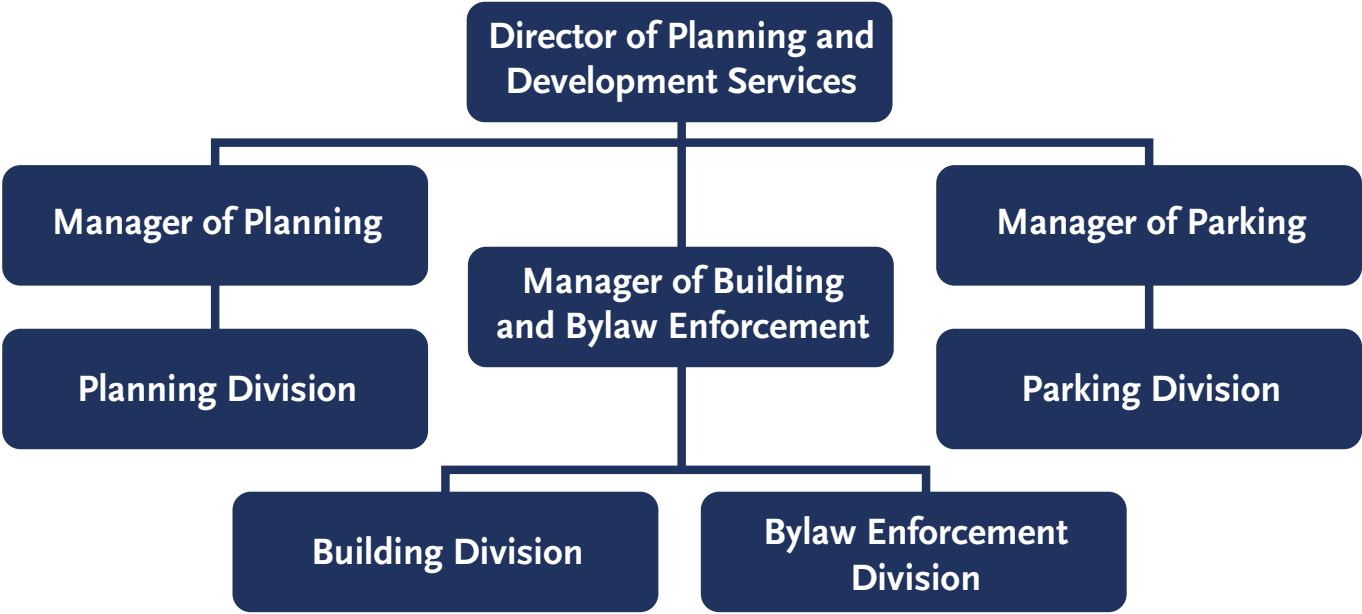 Director of Planning and
Development Services
Manager of Planning
Manager of Parking
Manager of Building
and Bylaw Enforcement
Planning Division
Parking Division
Building Division
Bylaw Enforcement
Division